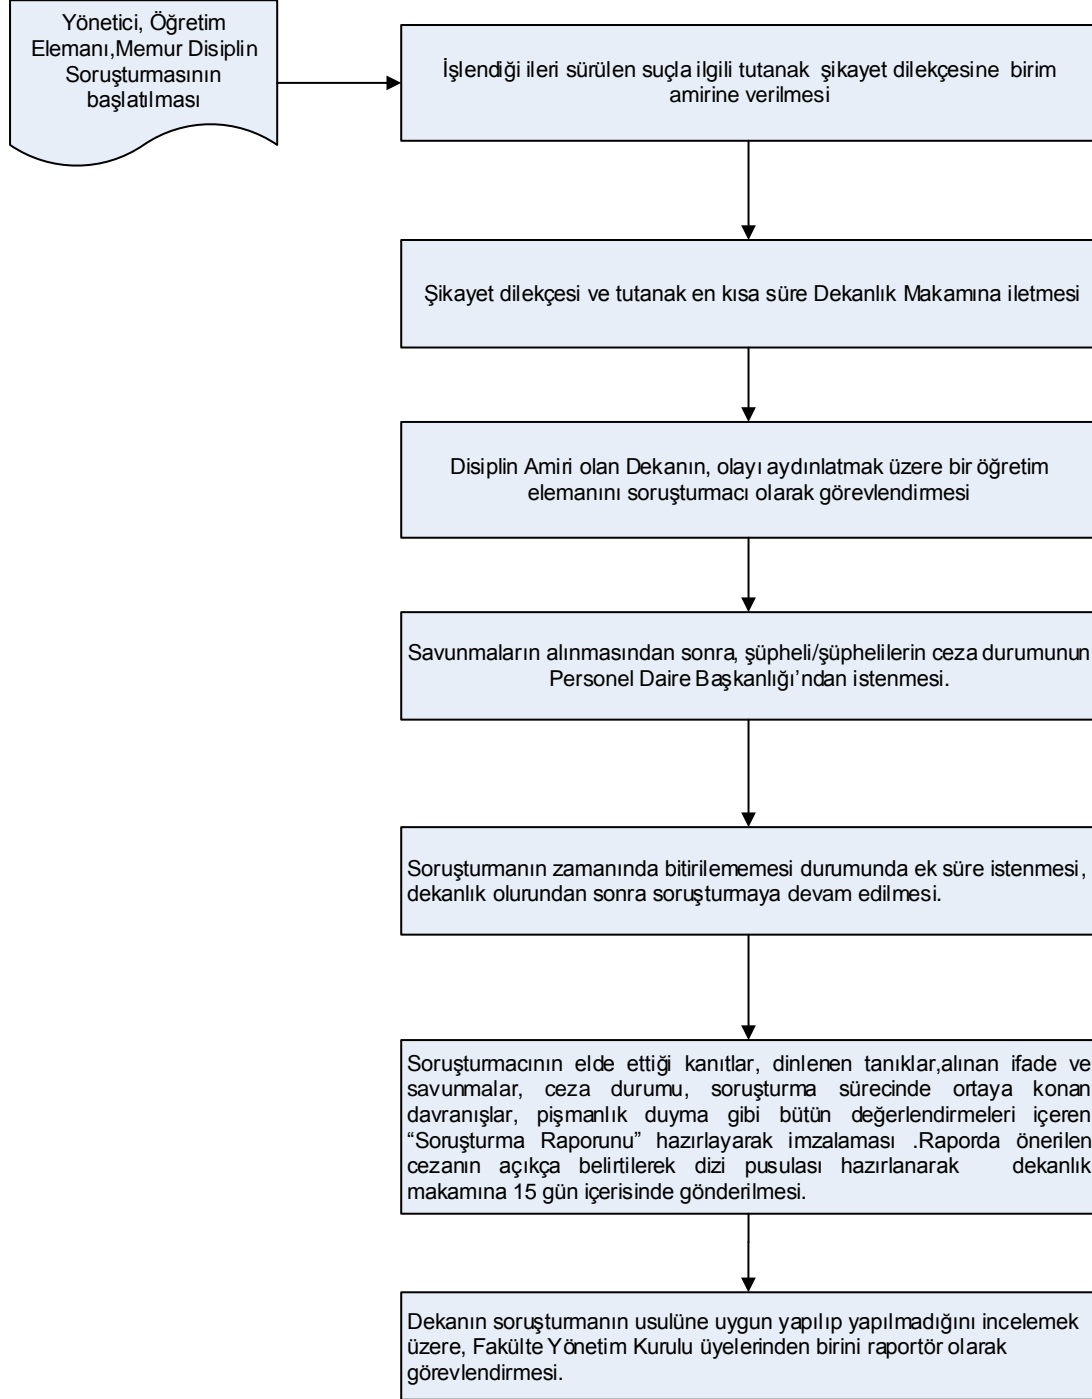 Yönetici, Öğretim
Elemanı,Memur Disiplin
Soruşturmasının
başlatılması
İşlendiği ileri sürülen suçla ilgili tutanak şikayet dilekçesine birim
amirine verilmesi
Şikayet dilekçesi ve tutanak en kısa süre Dekanlık Makamına iletmesi
Disiplin Amiri olan Dekanın, olayı aydınlatmak üzere bir öğretim
elemanını soruşturmacı olarak görevlendirmesi
Savunmaların alınmasından sonra, şüpheli/şüphelilerin ceza durumunun
Personel Daire Başkanlığı’ndan istenmesi.
Soruşturmanın zamanında bitirilememesi durumunda ek süre istenmesi,
dekanlık olurundan sonra soruşturmaya devam edilmesi.
Soruşturmacının elde ettiği kanıtlar, dinlenen tanıklar,alınan ifade ve
savunmalar, ceza durumu, soruşturma sürecinde ortaya konan
davranışlar, pişmanlık duyma gibi bütün değerlendirmeleri içeren
“Soruşturma Raporunu” hazırlayarak imzalaması .Raporda önerilen
cezanın açıkça belirtilerek dizi pusulası hazırlanarak dekanlık
makamına 15 gün içerisinde gönderilmesi.
Dekanın soruşturmanın usulüne uygun yapılıp yapılmadığını incelemek
üzere, Fakülte Yönetim Kurulu üyelerinden birini raportör olarak
görevlendirmesi.